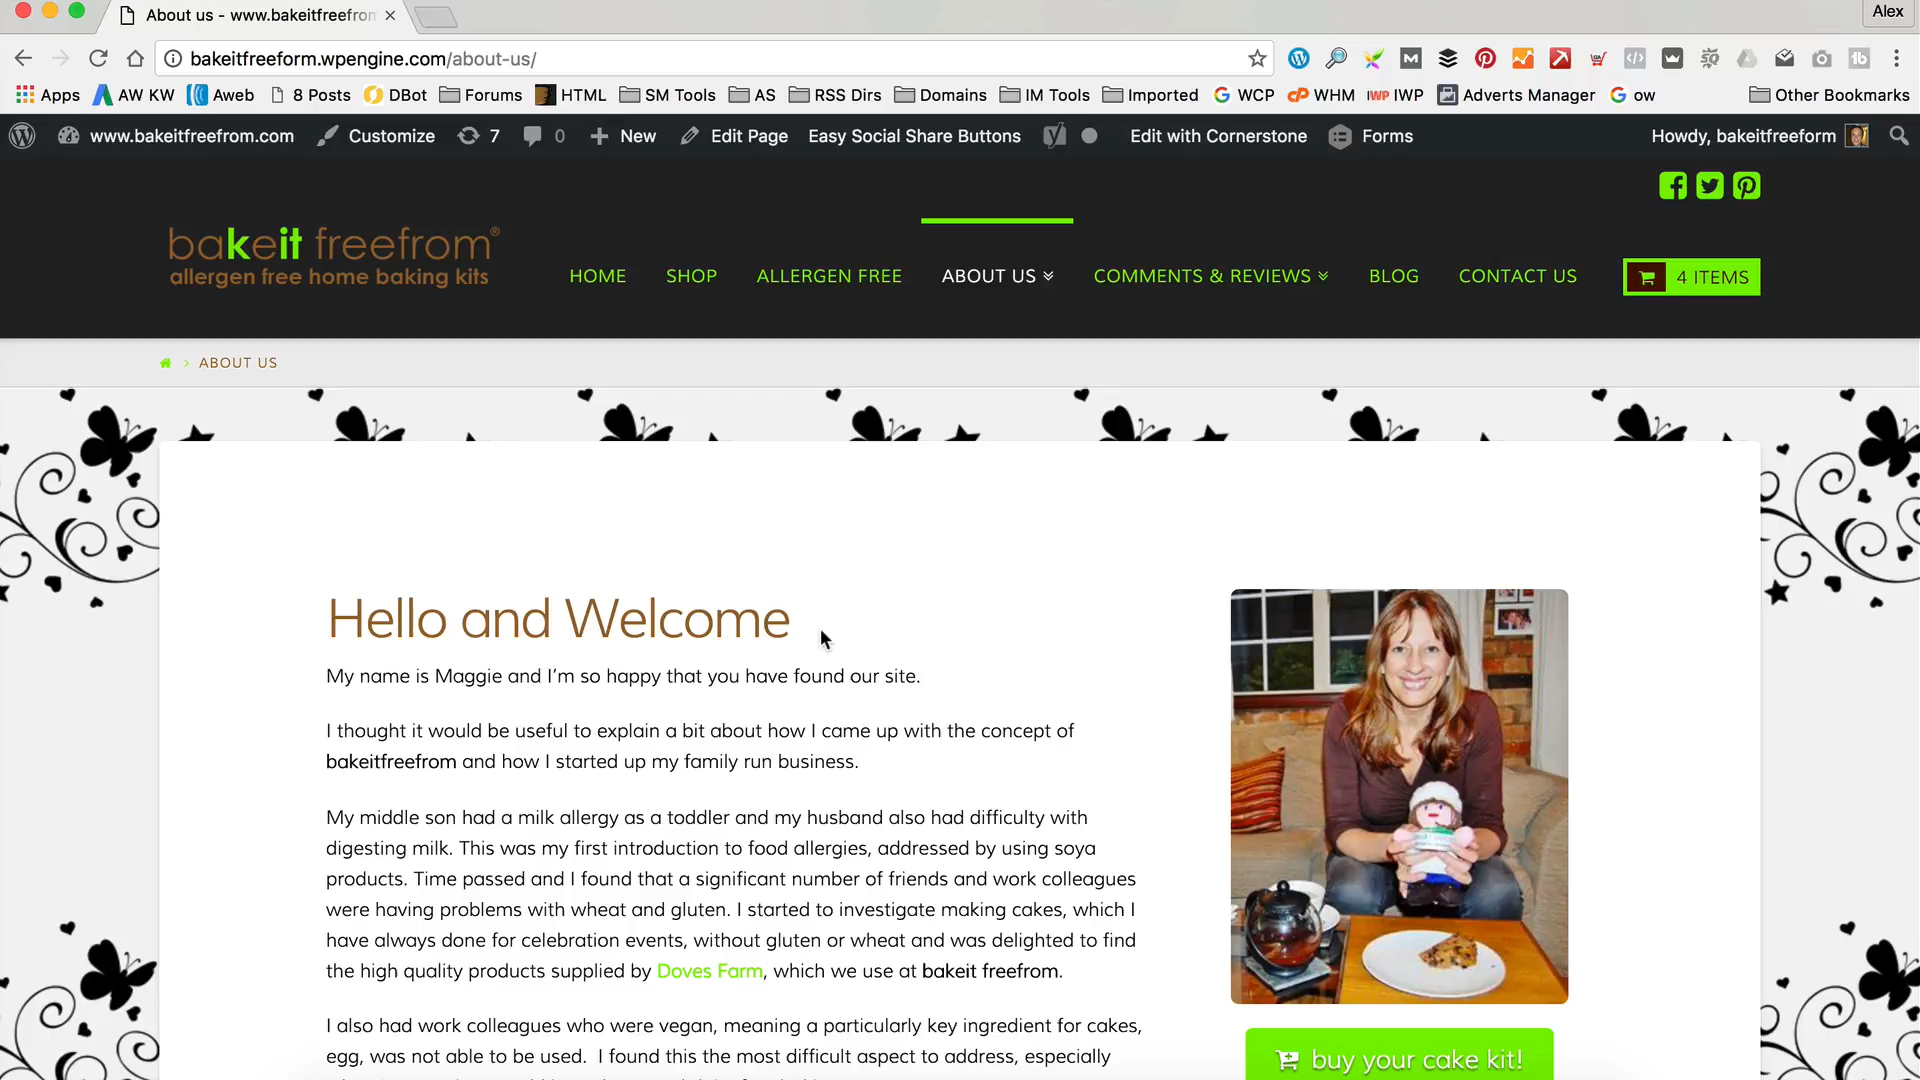 About us - www.bakeitfreefrom
Alex
bakeitfreeform.wpengine.com/about-us/
Apps AW KW Aweb 8 Posts DBot Forums HTML SM Tools AS RSS Dirs Domains IM Tools Imported WCP WHM IWP IWP Adverts Manager ow Other Bookmarks
www.bakeitfreefrom.com Customize 7 0 New Edit Page Easy Social Share Buttons Edit with Cornerstone Forms Howdy, bakeitfreeform
bakeit freefrom®
allergen free home baking kits
HOME SHOP ALLERGEN FREE ABOUT US COMMENTS & REVIEWS BLOG CONTACT US 4 ITEMS
ABOUT US
Hello and Welcome
My name is Maggie and I'm so happy that you have found our site.
I thought it would be useful to explain a bit about how I came up with the concept of
bakeitfreefrom and how I started up my family run business.
My middle son had a milk allergy as a toddler and my husband also had difficulty with
digesting milk. This was my first introduction to food allergies, addressed by using soya
products. Time passed and I found that a significant number of friends and work colleagues
were having problems with wheat and gluten. I started to investigate making cakes, which I
have always done for celebration events, without gluten or wheat and was delighted to find
the high quality products supplied by Doves Farm, which we use at bakeit freefrom.
I also had work colleagues who were vegan, meaning a particularly key ingredient for cakes,
egg, was not able to be used. I found this the most difficult aspect to address, especially
buy your cake kit!